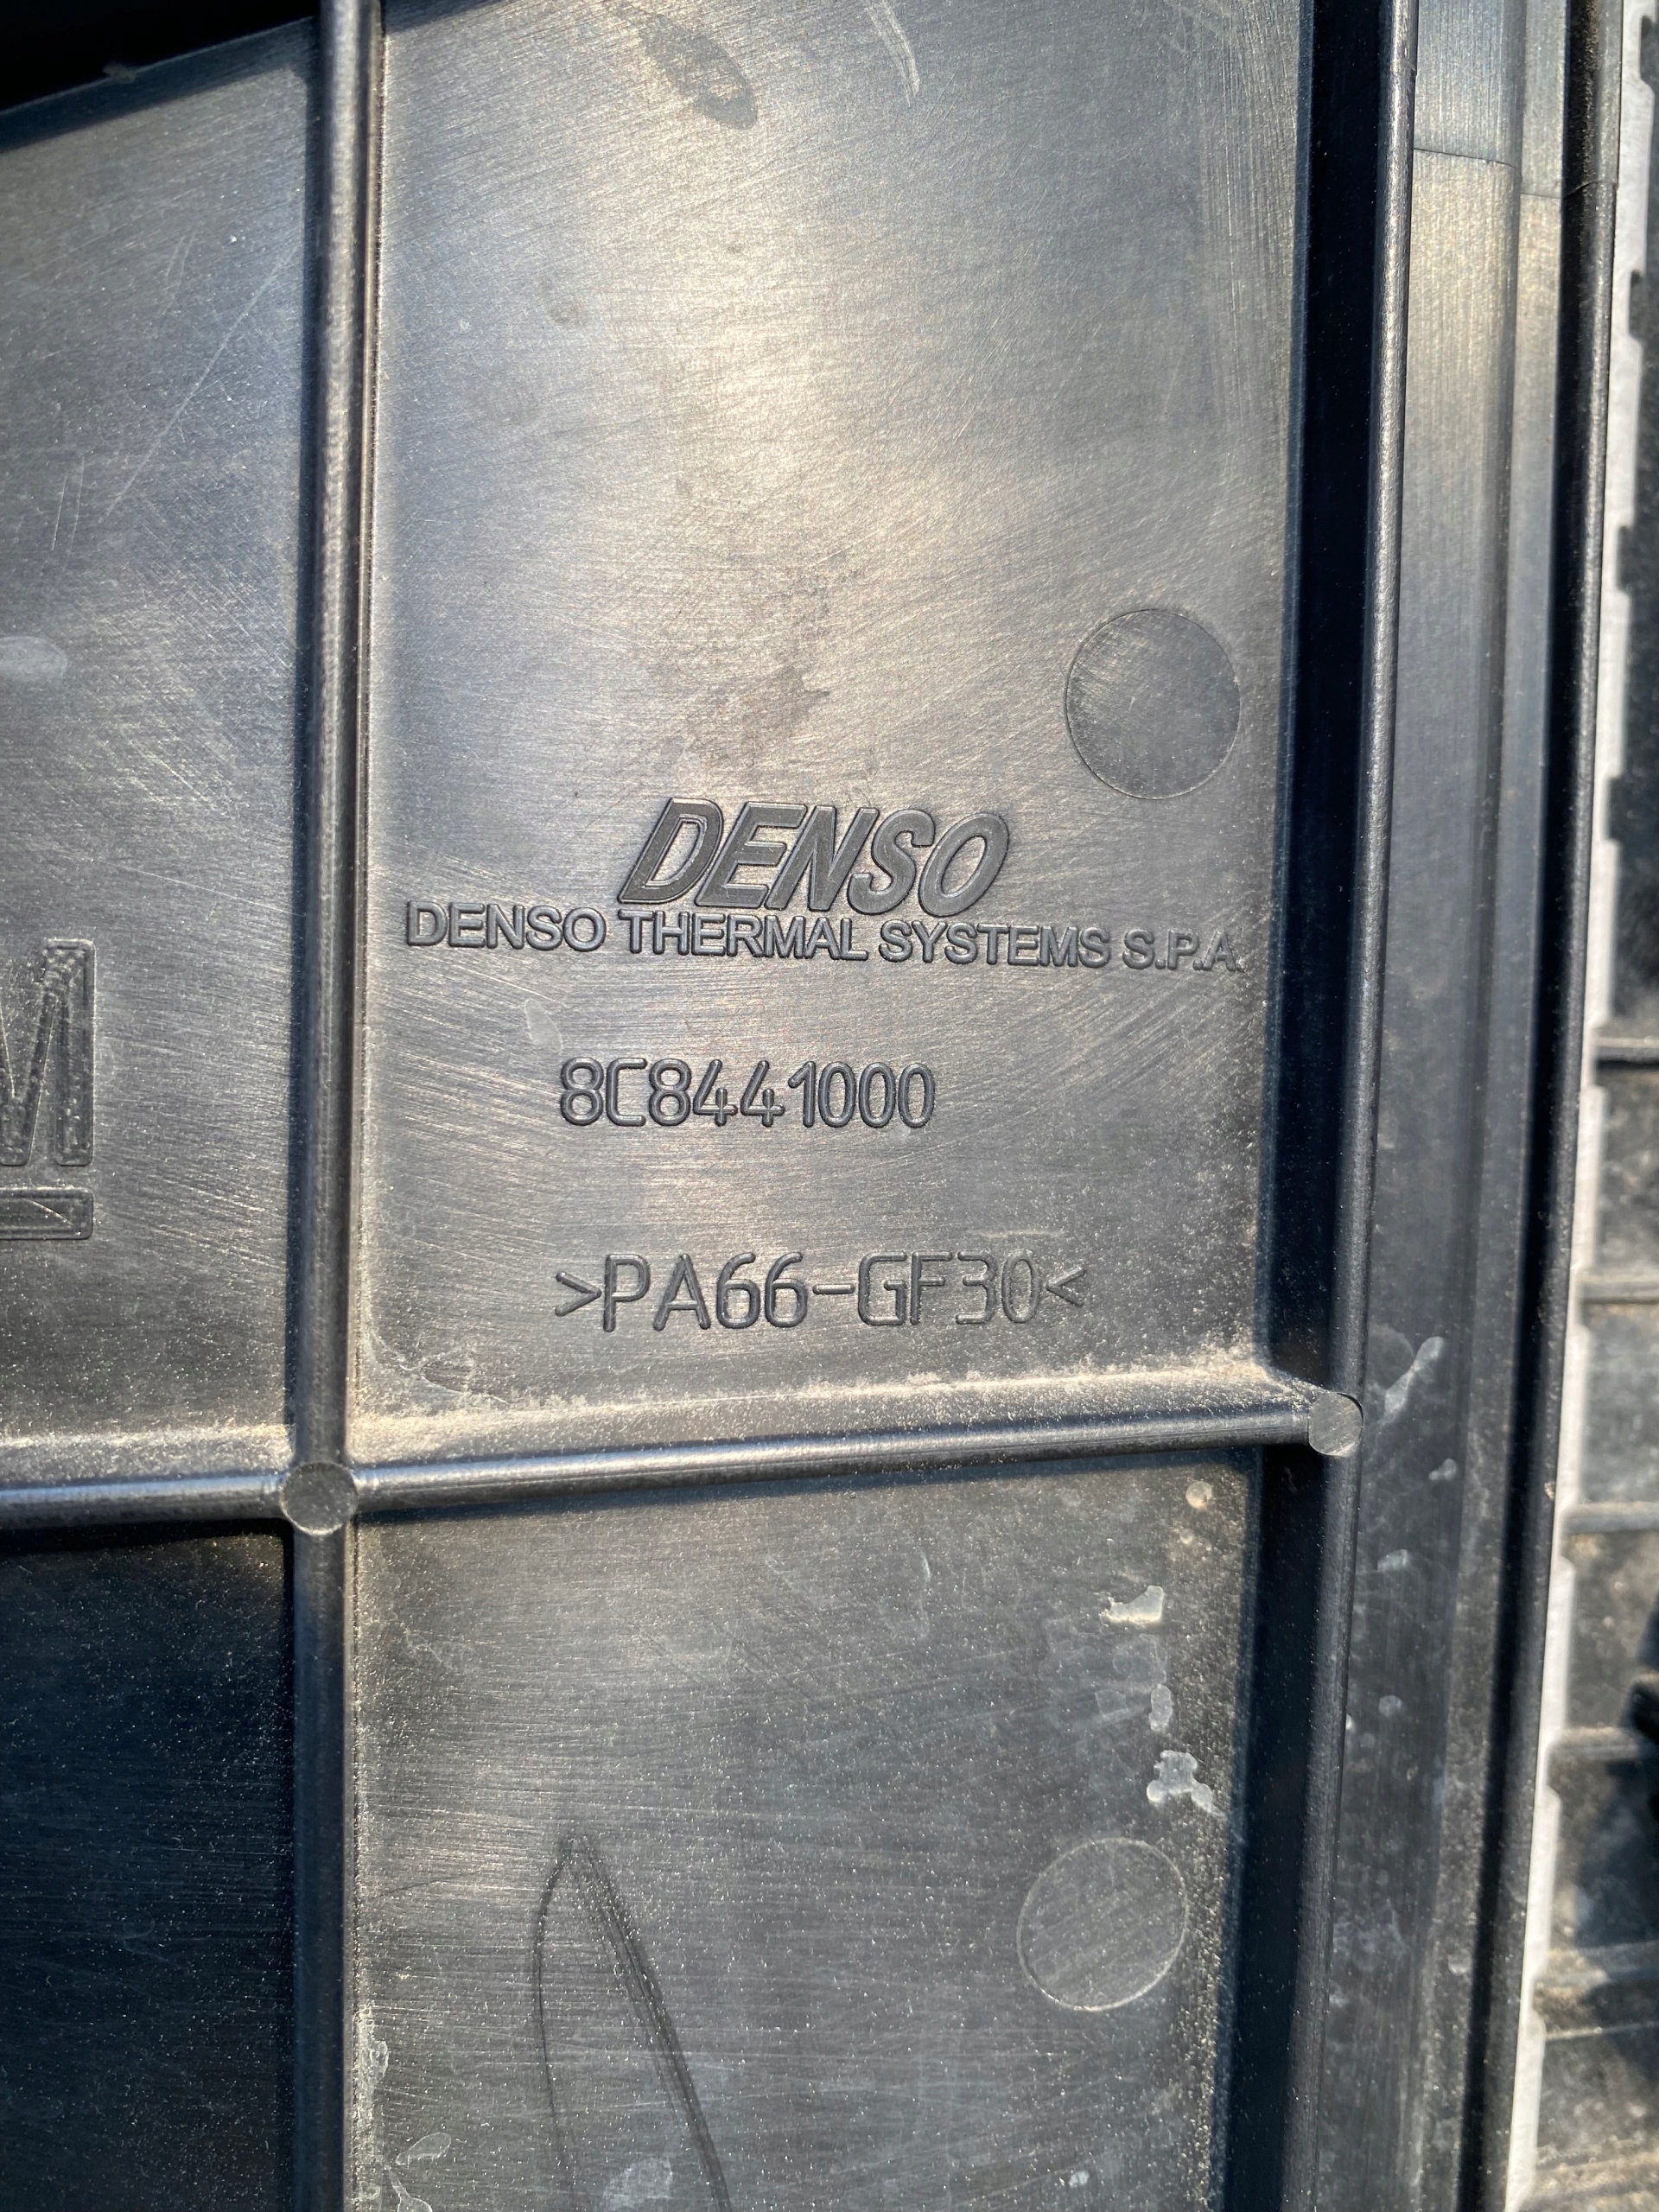 DENSO
DENSO THERMAL SYSTEMS S.P.A.
8C8441000
M
>PA66-GF30<